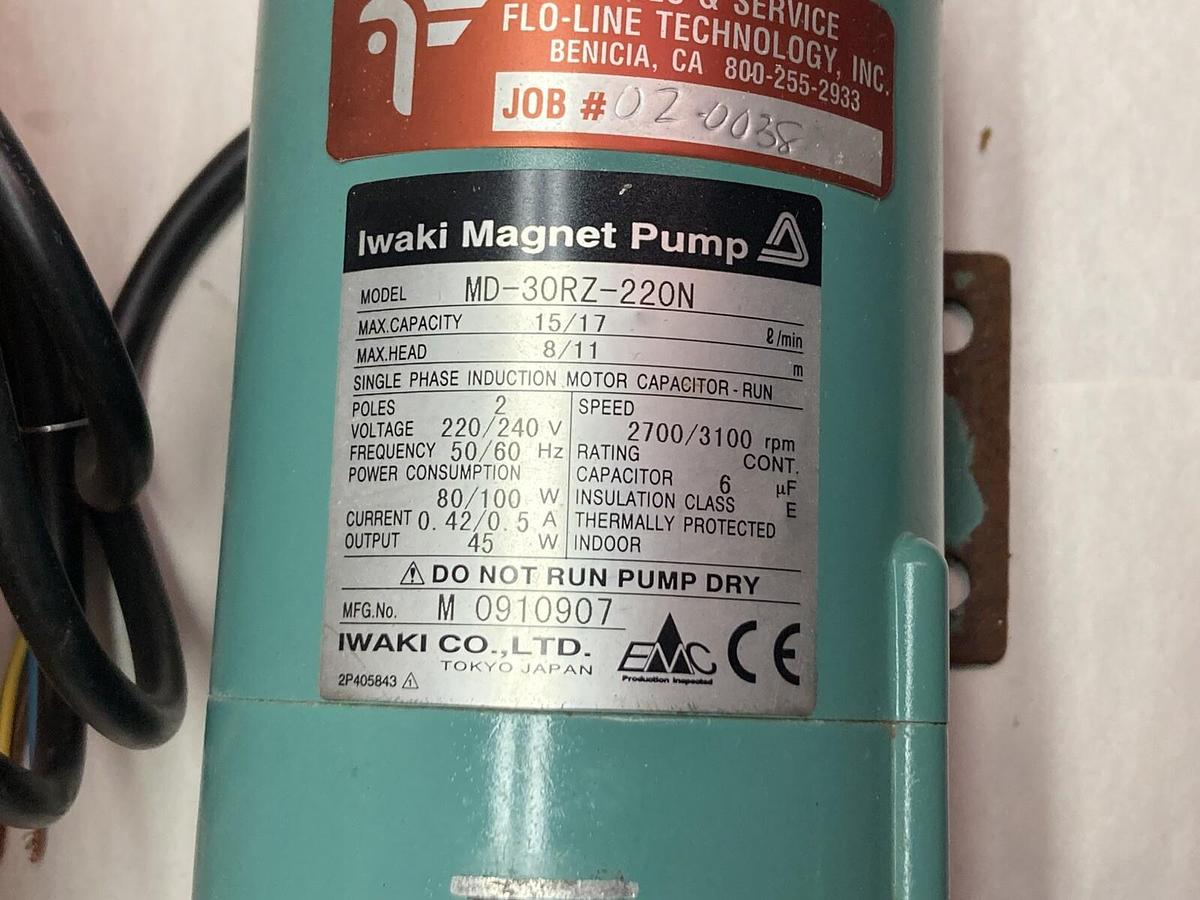 & SERVICE
FLO-LINE TECHNOLOGY, INC.
BENICIA, CA 800-255-2933
JOB # 02-0038
Iwaki Magnet Pump
MODEL MD-30RZ-220N
MAX.CAPACITY 15/17 ℓ/min
MAX.HEAD 8/11 m
SINGLE PHASE INDUCTION MOTOR CAPACITOR-RUN
POLES 2
VOLTAGE 220/240 V
FREQUENCY 50/60 Hz
POWER CONSUMPTION
80/100 W
CURRENT 0.42/0.5 A
OUTPUT 45 W
SPEED
2700/3100 rpm
RATING CONT.
CAPACITOR 6 μF
INSULATION CLASS E
THERMALLY PROTECTED
INDOOR
⚠ DO NOT RUN PUMP DRY
MFG.No. M 0910907
IWAKI CO.,LTD.
TOKYO JAPAN
2P405843 ⚠1
EMC
Production Inspected
CE